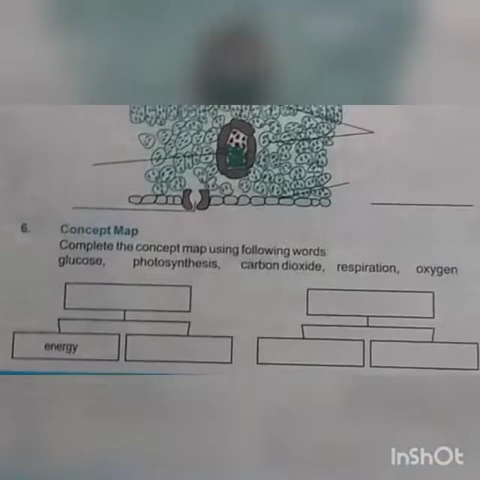 6. Concept Map
Complete the concept map using following words
glucose, photosynthesis, carbon dioxide, respiration, oxygen
energy
InShOt